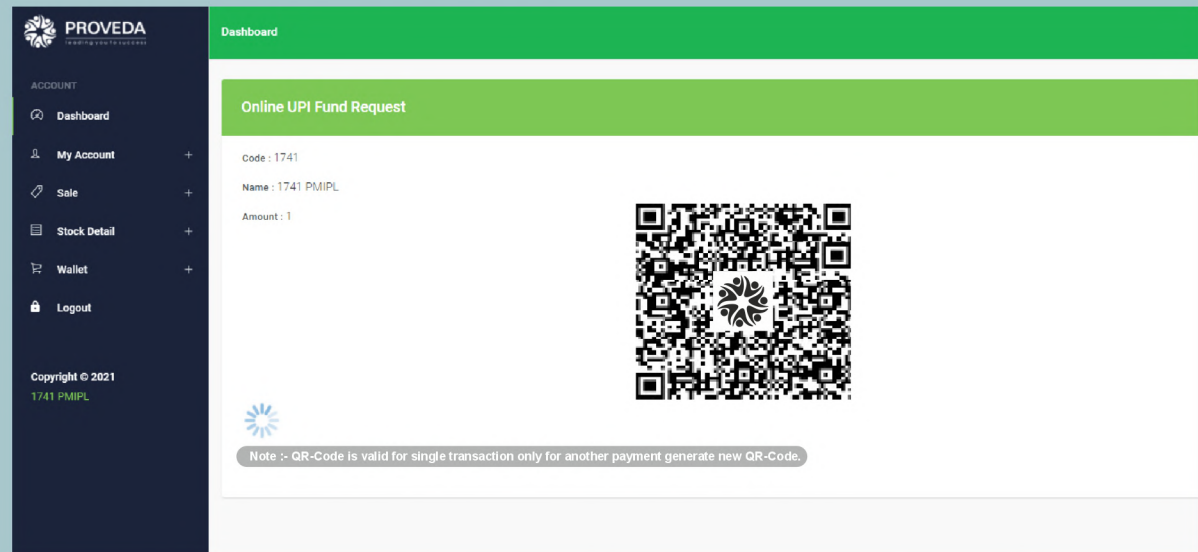 PROVEDA
leading you to success
Dashboard
ACCOUNT
Dashboard
My Account +
Sale +
Stock Detail +
Wallet +
Logout
Copyright © 2021
1741 PMIPL
Online UPI Fund Request
Code : 1741
Name : 1741 PMIPL
Amount : 1
Note :- QR-Code is valid for single transaction only for another payment generate new QR-Code.